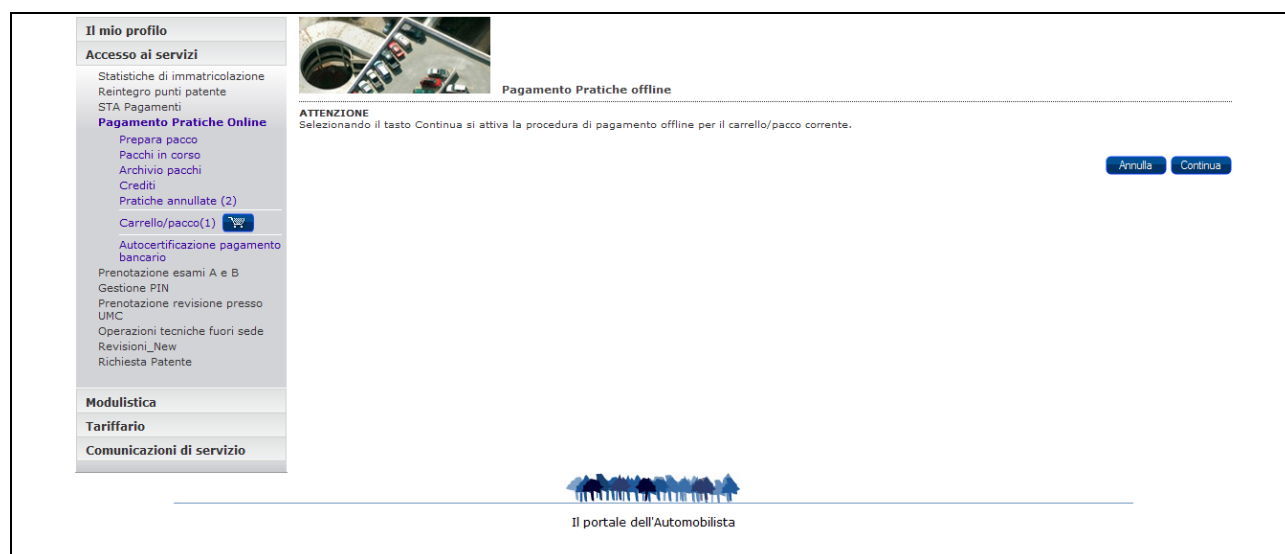 Il mio profilo
Accesso ai servizi
Statistiche di immatricolazione
Reintegro punti patente
STA Pagamenti
Pagamento Pratiche Online
Prepara pacco
Pacchi in corso
Archivio pacchi
Crediti
Pratiche annullate (2)
Carrello/pacco(1)
Autocertificazione pagamento
bancario
Prenotazione esami A e B
Gestione PIN
Prenotazione revisione presso
UMC
Operazioni tecniche fuori sede
Revisioni_New
Richiesta Patente
Modulistica
Tariffario
Comunicazioni di servizio
Pagamento Pratiche offline
ATTENZIONE
Selezionando il tasto Continua si attiva la procedura di pagamento offline per il carrello/pacco corrente.
Annulla Continua
Il portale dell'Automobilista